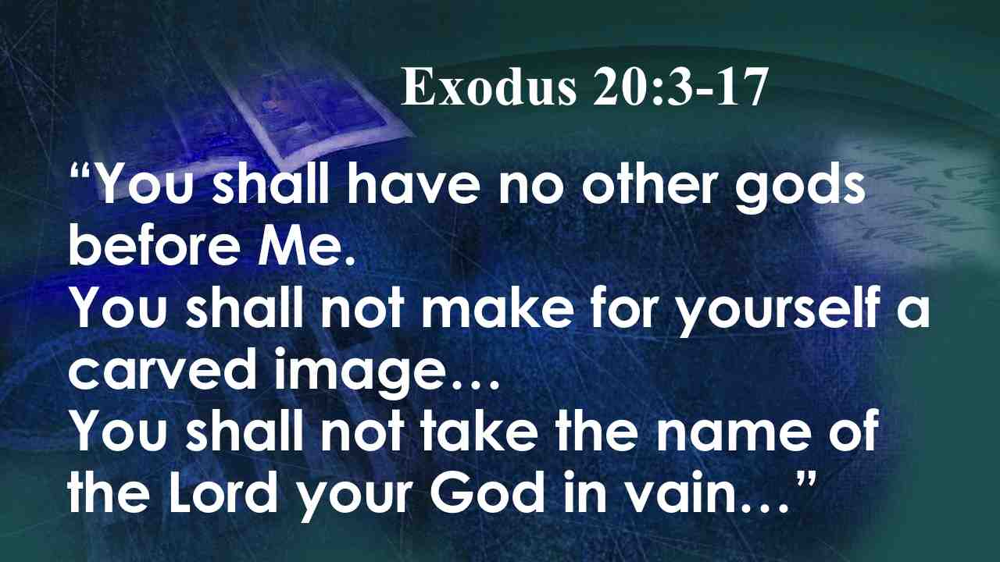 Exodus 20:3-17
“You shall have no other gods
before Me.
You shall not make for yourself a
carved image…
You shall not take the name of
the Lord your God in vain…”